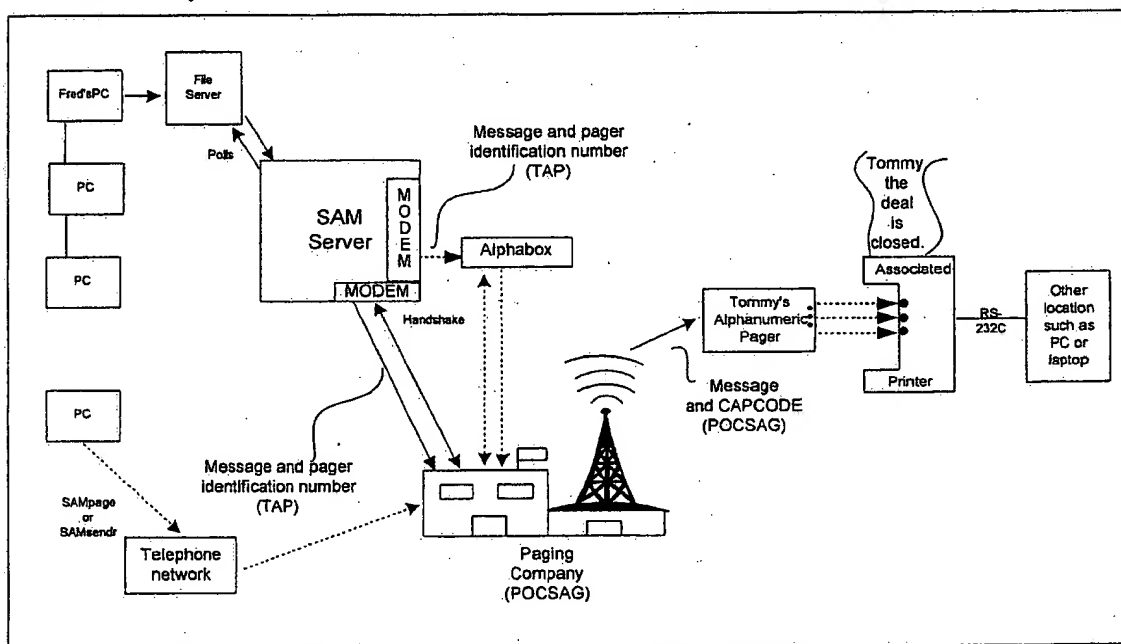 Fred'sPC
File
Server
PC
PC
Polls
SAM
Server
MODEM
MODEM
Message and pager
identification number
(TAP)
Alphabox
Handshake
Message and pager
identification number
(TAP)
PC
SAMpage
or
SAMsendr
Telephone
network
Paging
Company
(POCSAG)
Tommy's
Alphanumeric
Pager
Message
and CAPCODE
(POCSAG)
Tommy
the
deal
is
closed.
Associated
Printer
RS-
232C
Other
location
such as
PC or
laptop